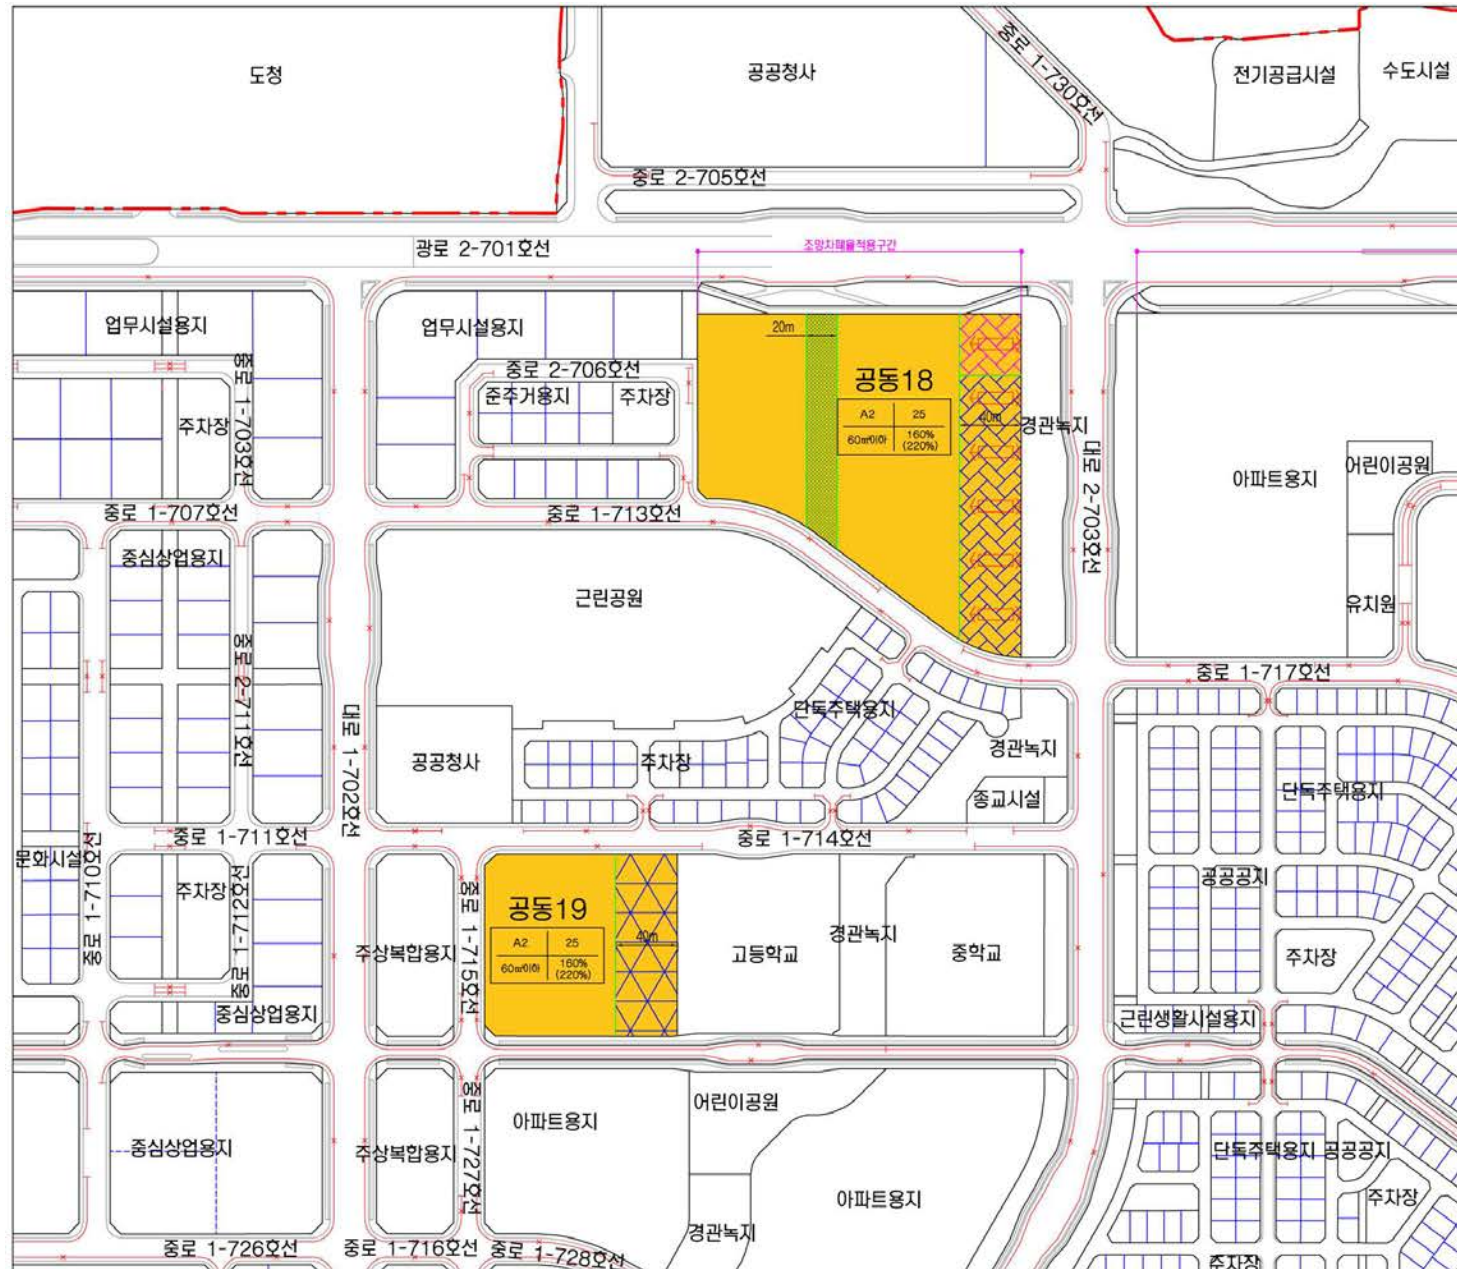 도청
공공청사
중로 1-730호선
전기공급시설
수도시설
중로 2-705호선
광로 2-701호선
조망차폐율적용구간
업무시설용지
업무시설용지
20m
중로 2-706호선
중로 1-703호선
준주거용지
주차장
공동18
A2
25
60㎡이하
160%
(220%)
40m
경관녹지
주차장
대로 2-703호선
아파트용지
어린이공원
중로 1-707호선
중로 1-713호선
중심상업용지
근린공원
유치원
중로 2-711호선
중로 1-717호선
대로 1-702호선
단독주택용지
경관녹지
공공청사
주차장
종교시설
단독주택용지
중로 1-711호선
중로 1-714호선
문화시설
중로 1-710호선
주차장
중로 1-712호선
공공공지
중로 1-715호선
공동19
A2
25
60㎡이하
160%
(220%)
40m
주상복합용지
고등학교
경관녹지
중학교
주차장
중심상업용지
근린생활시설용지
중로 1-727호선
어린이공원
아파트용지
중심상업용지
주상복합용지
단독주택용지
공공공지
아파트용지
주차장
경관녹지
중로 1-726호선
중로 1-716호선
중로 1-728호선
주차장